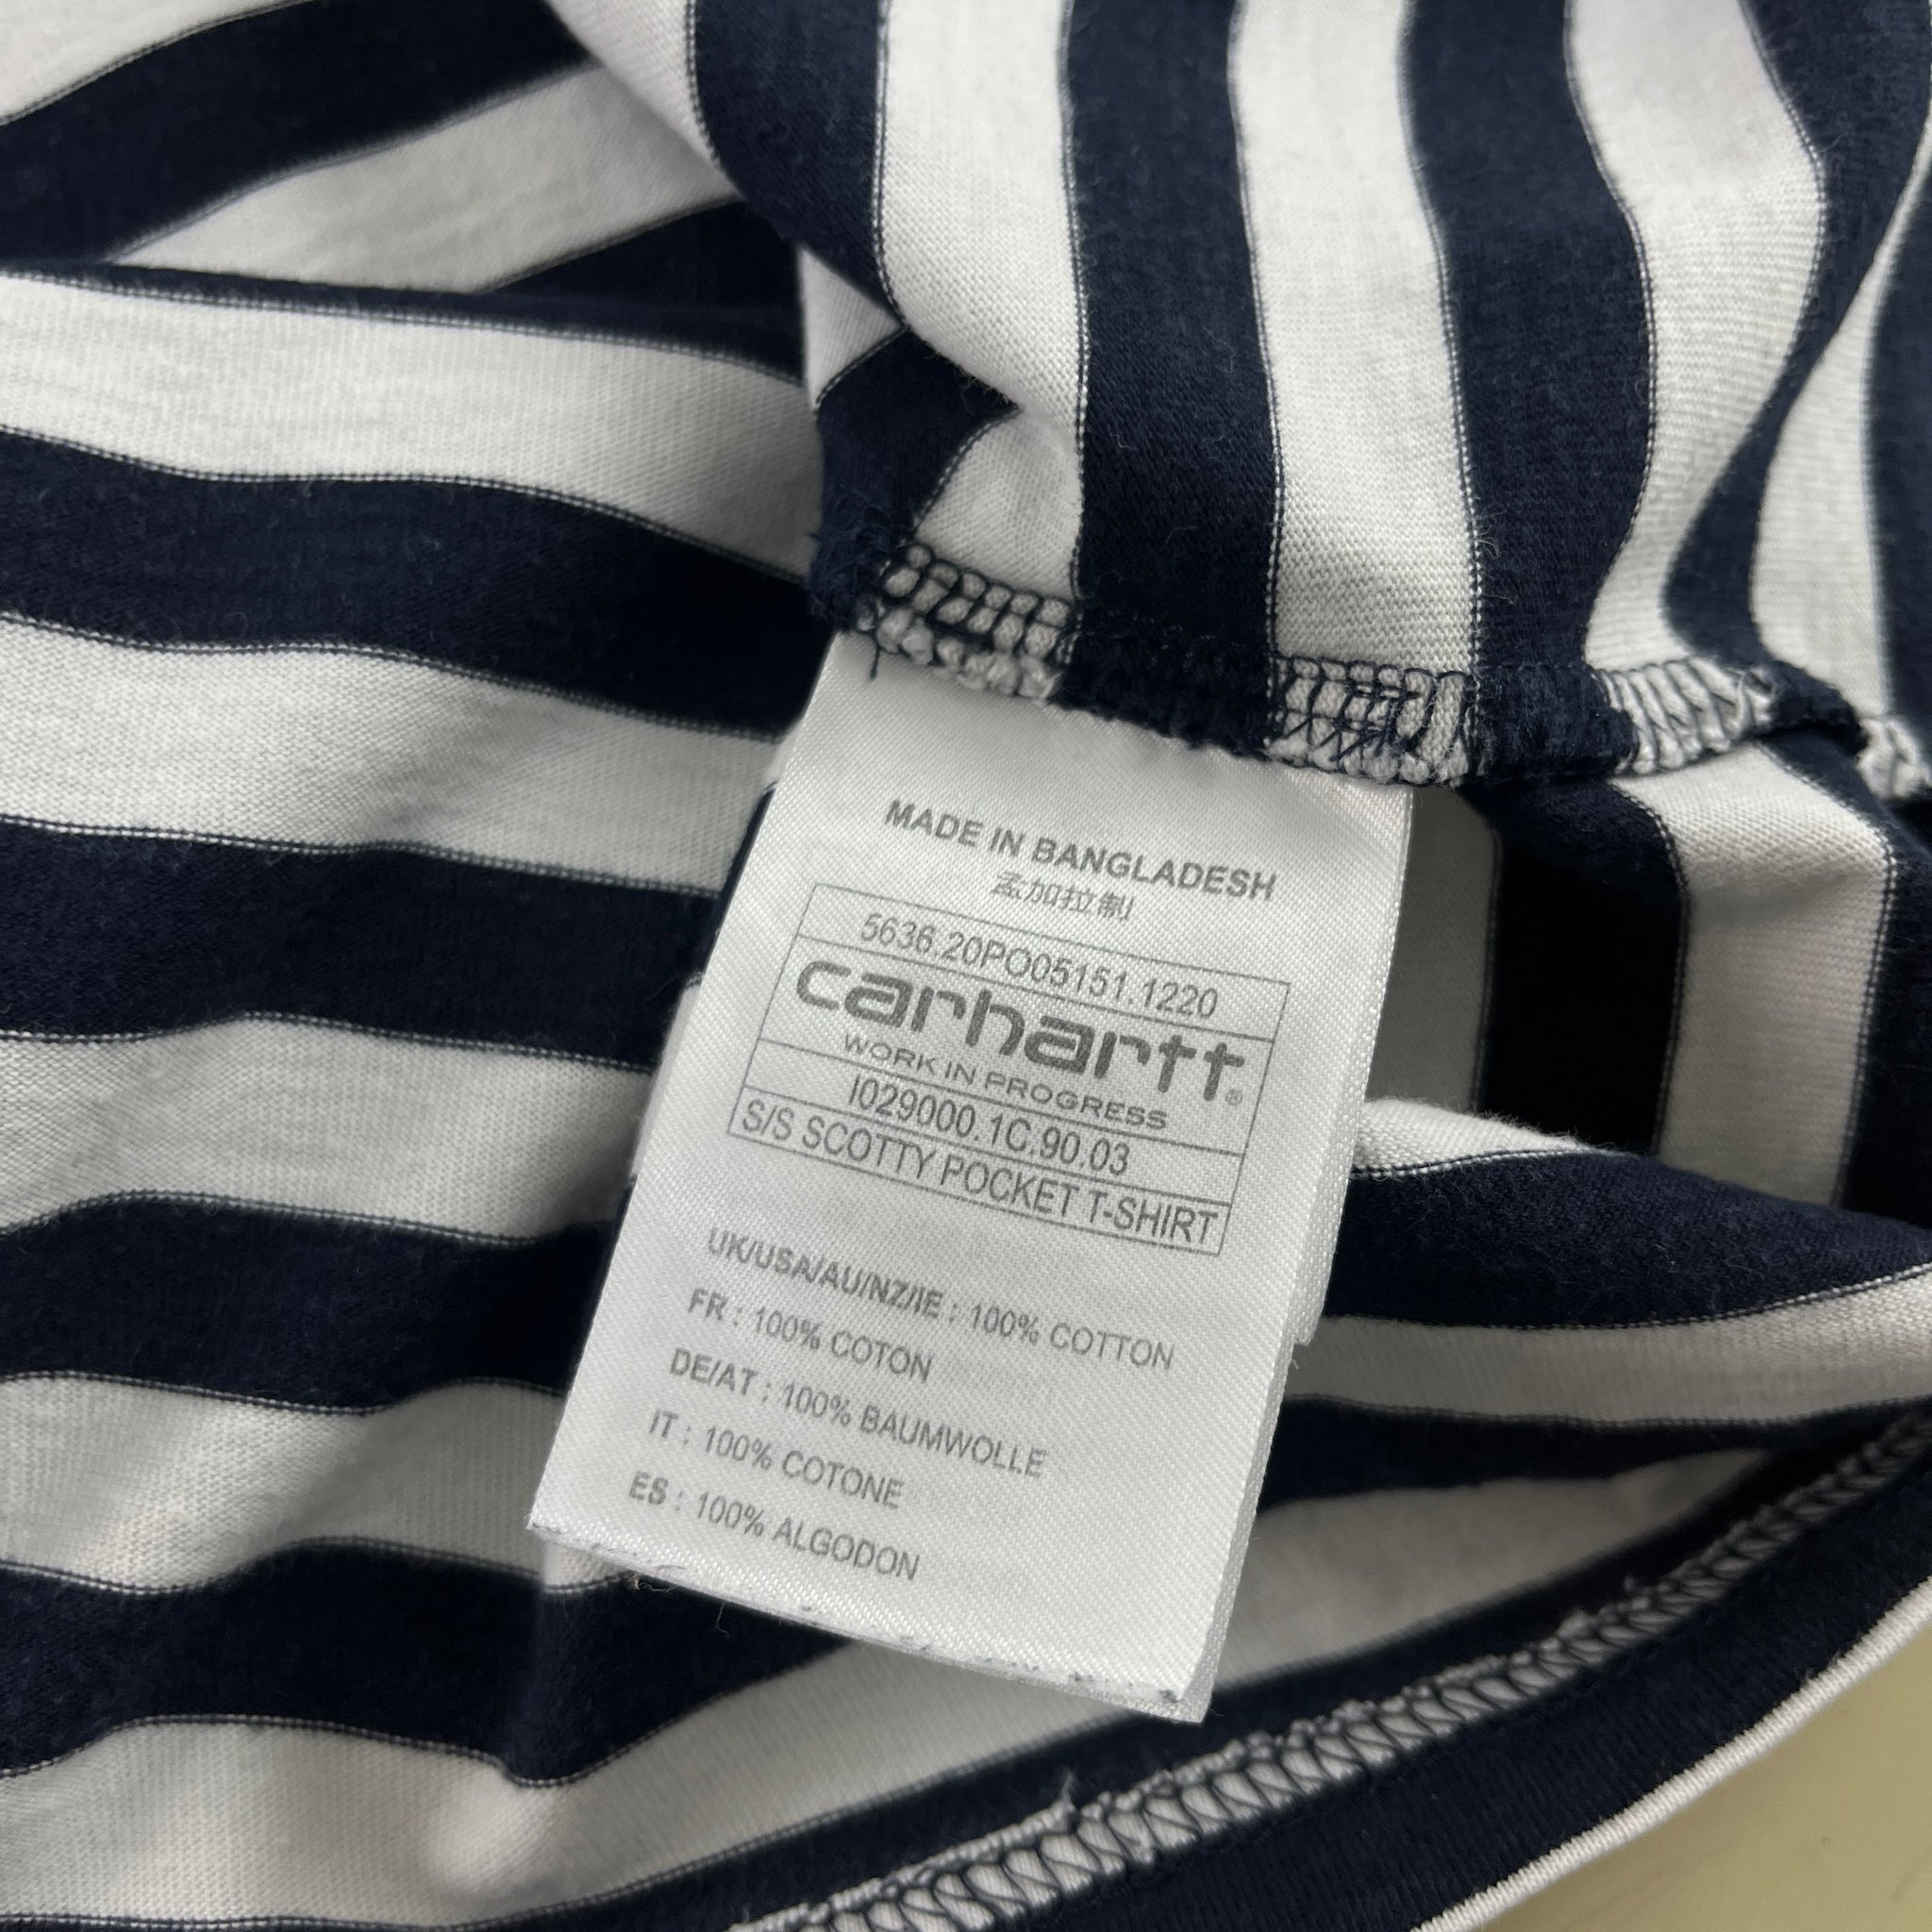 MADE IN BANGLADESH
孟加拉制
5636.20PO05151.1220
carhartt®
WORK IN PROGRESS
I029000.1C.90.03
S/S SCOTTY POCKET T-SHIRT
UK/USA/AU/NZ/IE : 100% COTTON
FR : 100% COTON
DE/AT : 100% BAUMWOLLE
IT : 100% COTONE
ES : 100% ALGODON